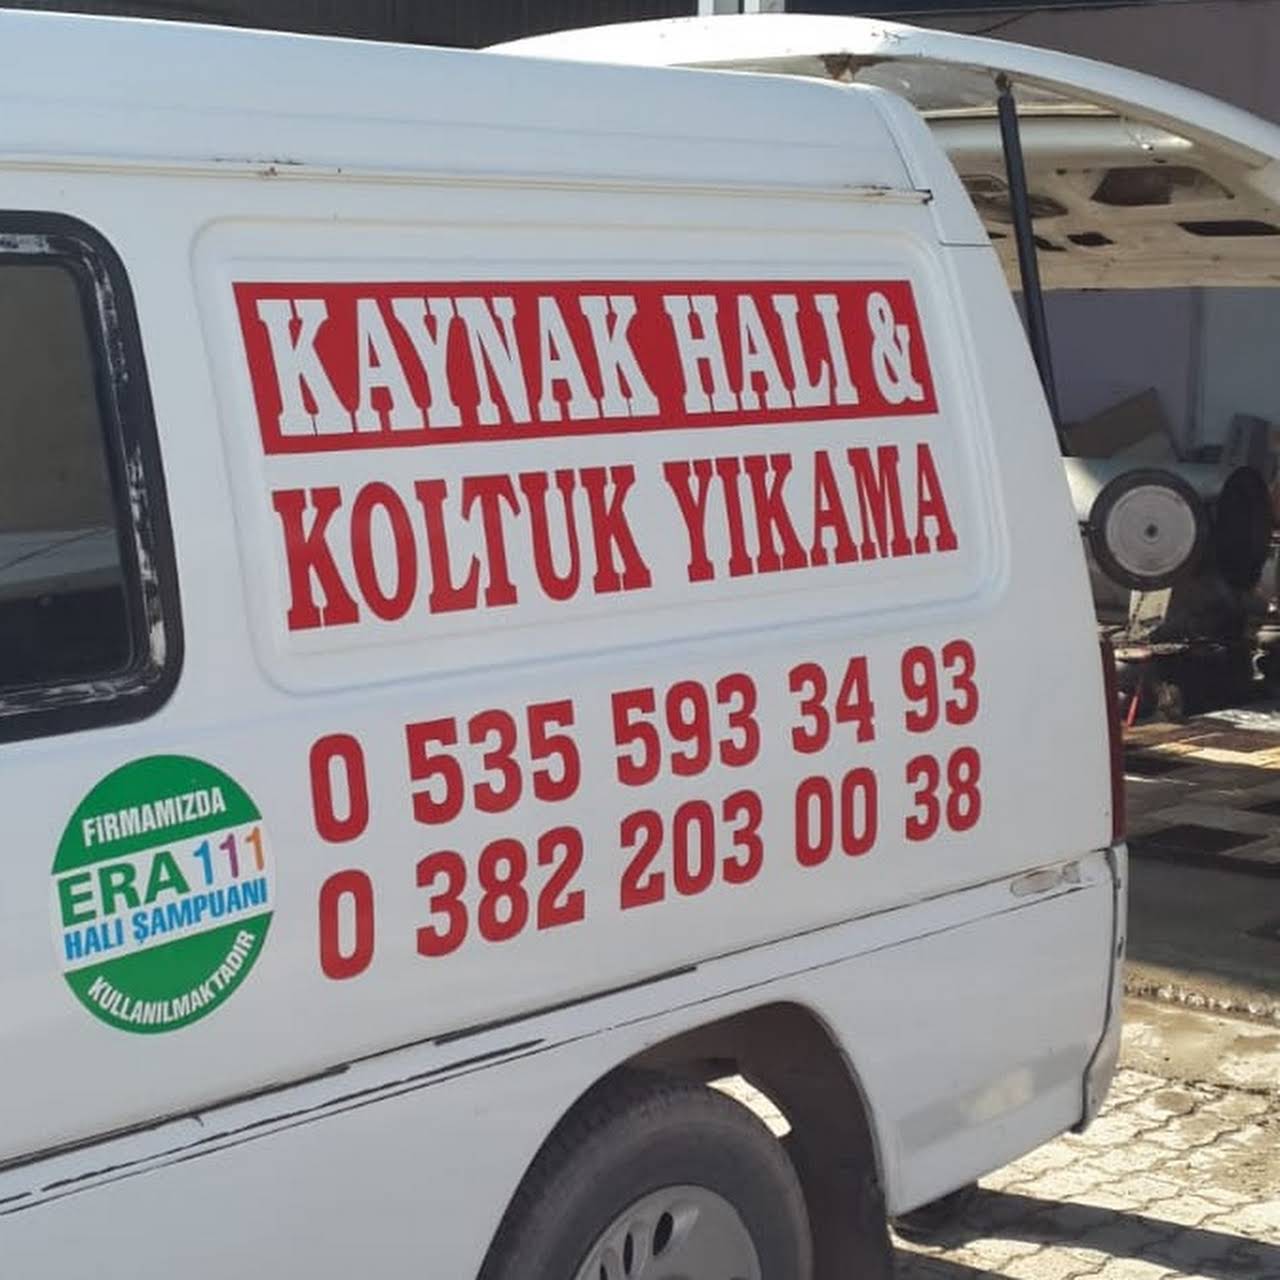 KAYNAK HALI &
KOLTUK YIKAMA
0 535 593 34 93
0 382 203 00 38
FİRMAMIZDA
ERA 111
HALI ŞAMPUANI
KULLANILMAKTADIR